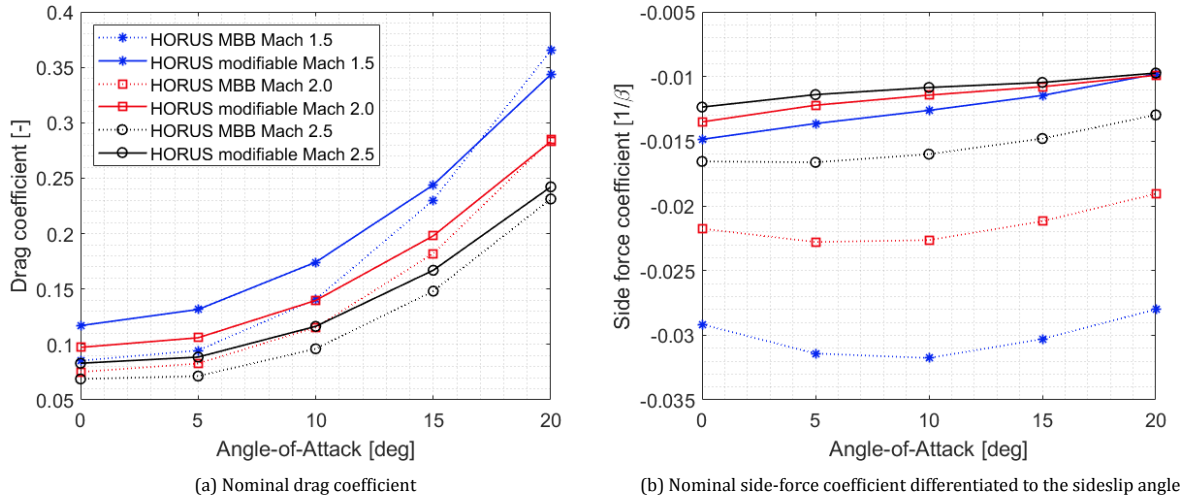 0.4
0.35
0.3
0.25
0.2
0.15
0.1
0.05
Drag coefficient [-]
HORUS MBB Mach 1.5
HORUS modifiable Mach 1.5
HORUS MBB Mach 2.0
HORUS modifiable Mach 2.0
HORUS MBB Mach 2.5
HORUS modifiable Mach 2.5
0 5 10 15 20
Angle-of-Attack [deg]
(a) Nominal drag coefficient
-0.005
-0.01
-0.015
-0.02
-0.025
-0.03
-0.035
Side force coefficient [1/β]
0 5 10 15 20
Angle-of-Attack [deg]
(b) Nominal side-force coefficient differentiated to the sideslip angle